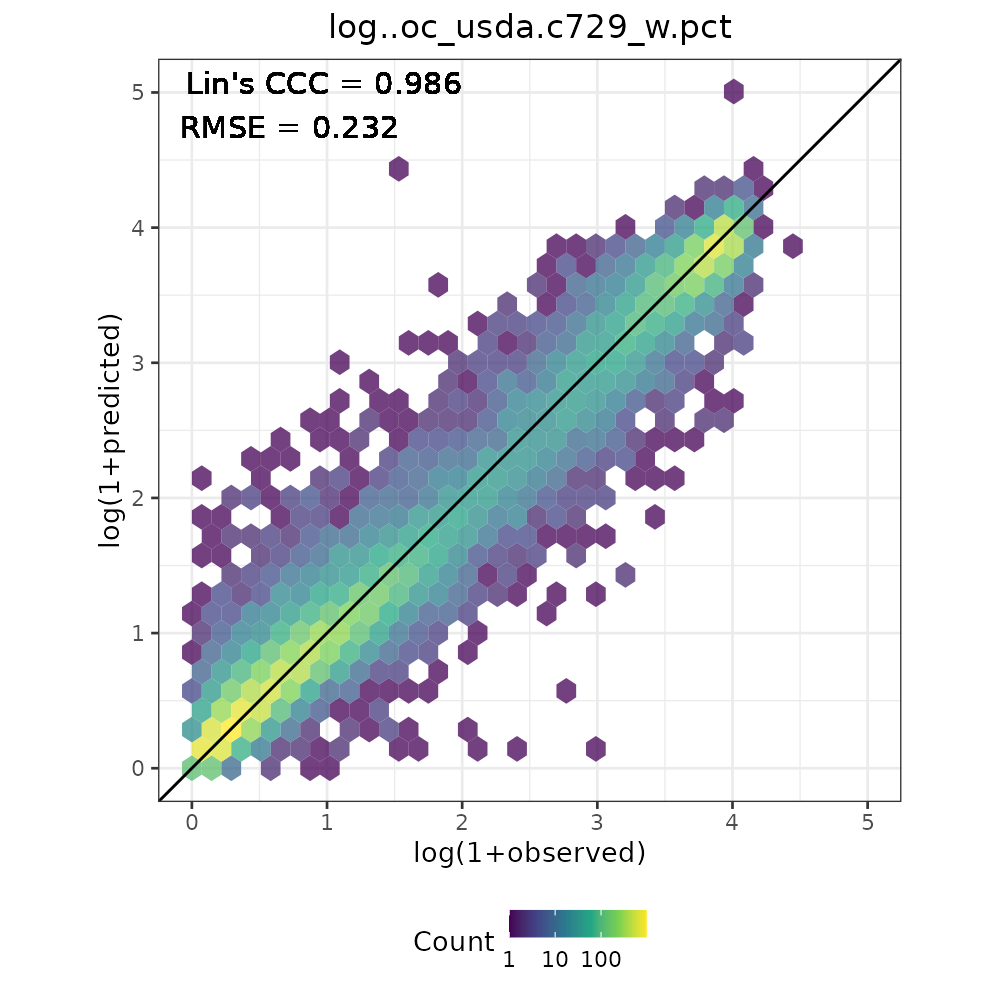 log..oc_usda.c729_w.pct
Lin's CCC = 0.986
RMSE = 0.232
5
4
3
2
1
0
log(1+predicted)
0 1 2 3 4 5
log(1+observed)
Count
1 10 100